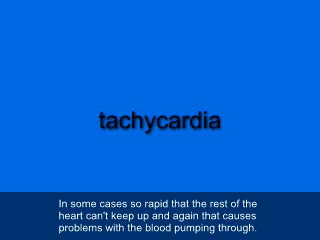 tachycardia
In some cases so rapid that the rest of the
heart can't keep up and again that causes
problems with the blood pumping through.